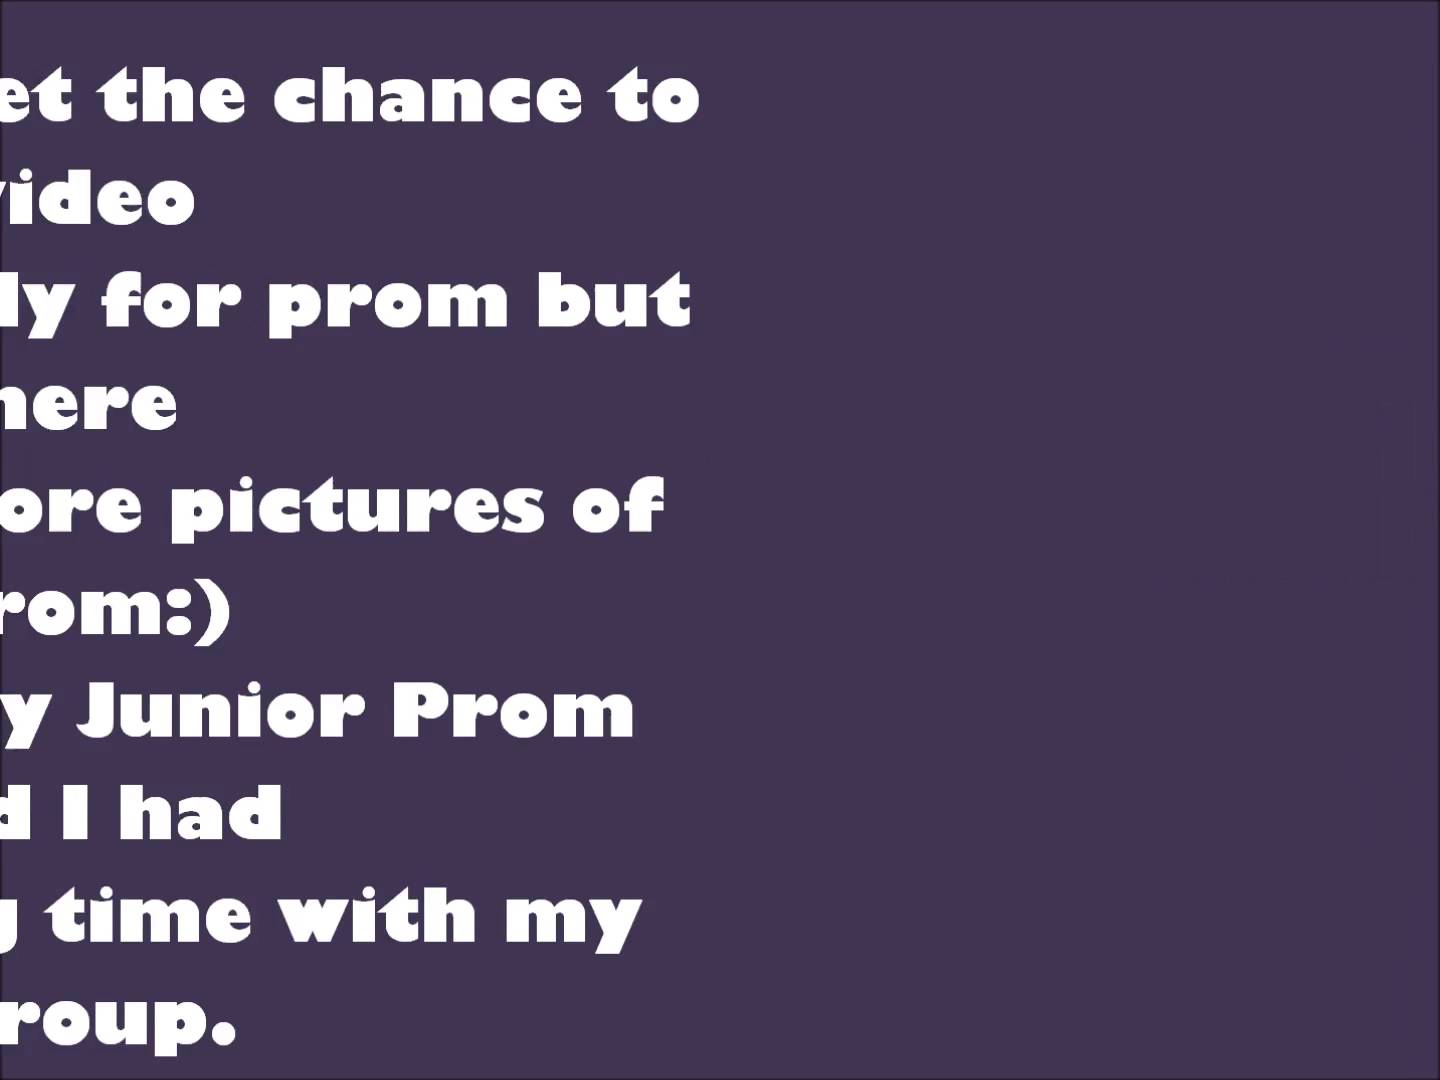 et the chance to
video
ly for prom but
here
ore pictures of
rom:)
y Junior Prom
d I had
g time with my
roup.